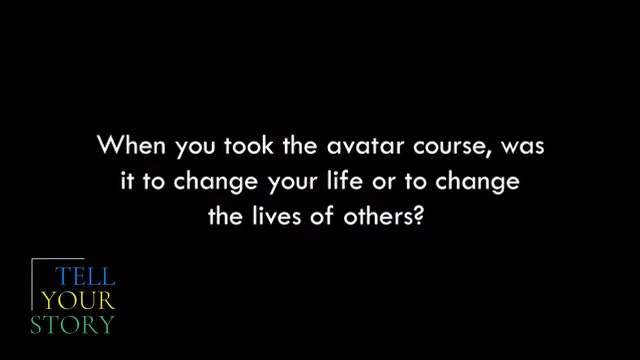 When you took the avatar course, was
it to change your life or to change
the lives of others?
TELL
YOUR
STORY